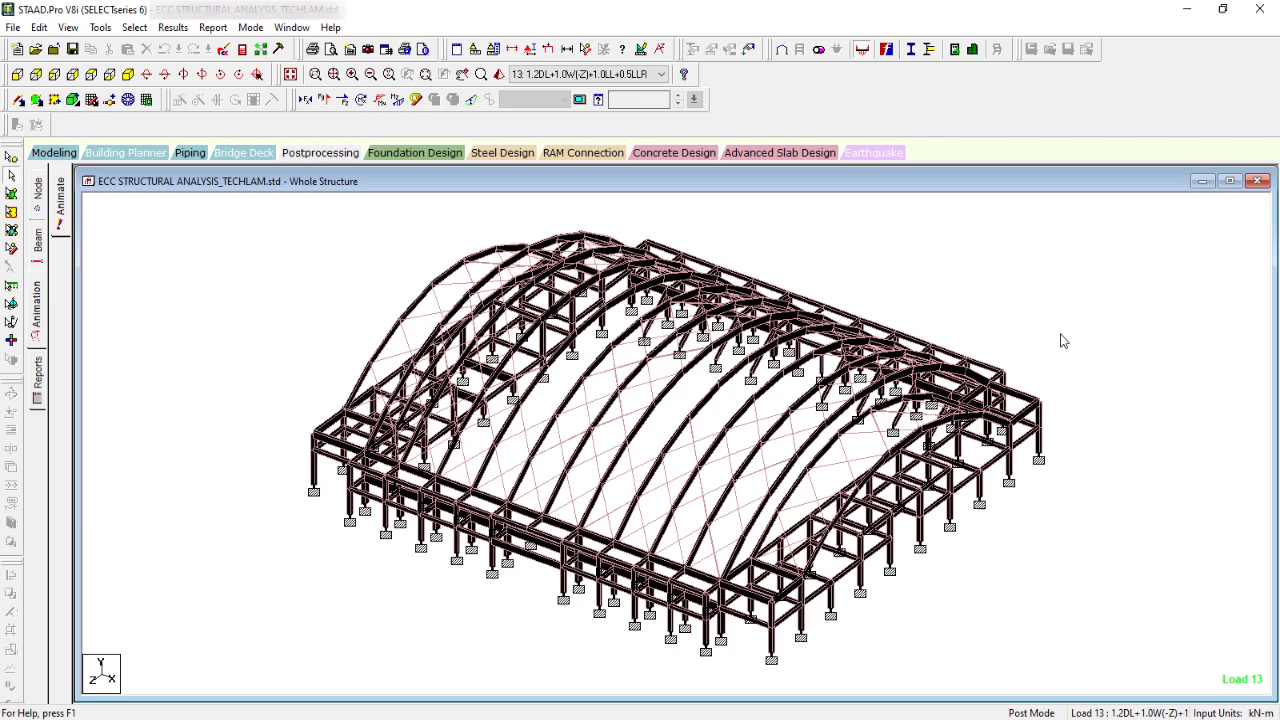 STAAD.Pro V8i (SELECTseries 6) - ECC STRUCTURAL ANALYSIS_TECHLAM.std
File Edit View Tools Select Results Report Mode Window Help
13: 1.2DL+1.0W(-Z)+1.0LL+0.5LLR
Modeling Building Planner Piping Bridge Deck Postprocessing Foundation Design Steel Design RAM Connection Concrete Design Advanced Slab Design Earthquake
ECC STRUCTURAL ANALYSIS_TECHLAM.std - Whole Structure
Node
Beam
Animation
Reports
Animate
Y
Z X
Load 13
For Help, press F1
Post Mode
Load 13 : 1.2DL+1.0W(-Z)+1
Input Units: kN-m